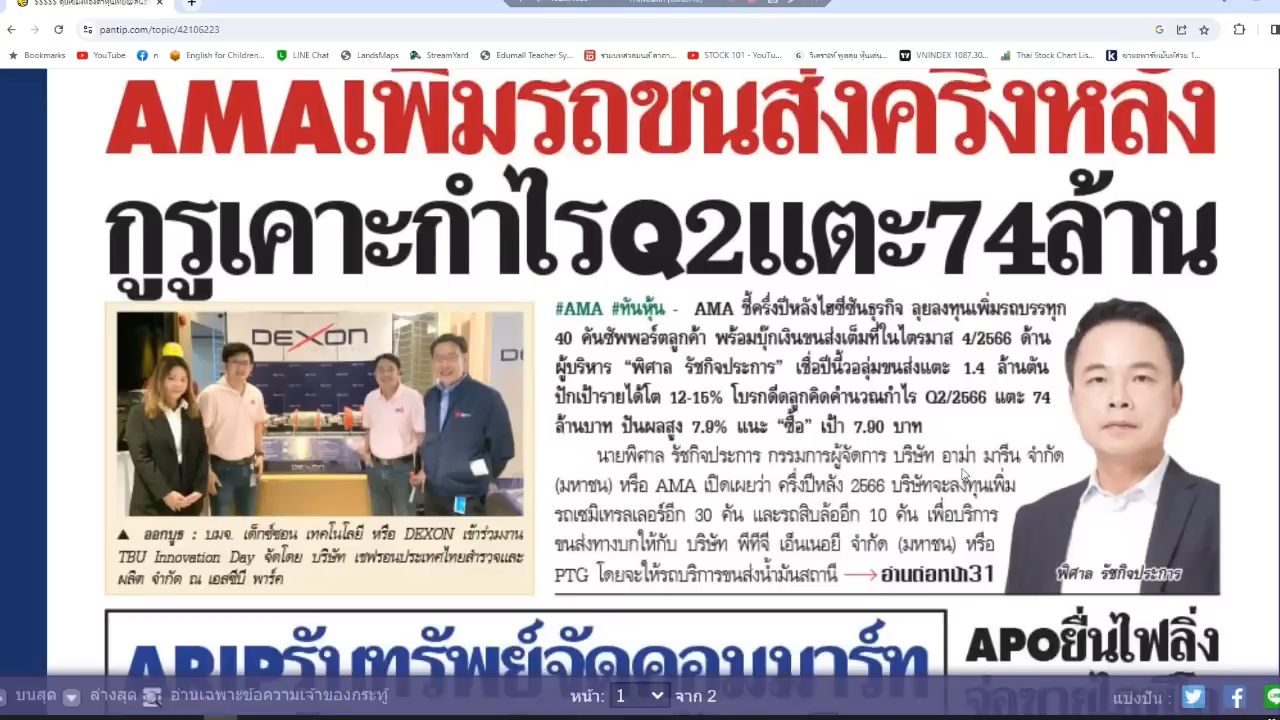 pantip.com/topic/42106223
Bookmarks YouTube n English for Children... LINE Chat LandsMaps StreamYard Edumall Teacher Sy... STOCK 101 - YouTu... VNINDEX 1087.30... Thai Stock Chart Lis...
AMAเพิ่มรถขนส่งครึ่งหลัง
กูรูเคาะกำไรQ2แตะ74ล้าน
#AMA #ทันหุ้น - AMA ชี้ครึ่งปีหลังไฮซีซันธุรกิจ ลุยลงทุนเพิ่มรถบรรทุก
40 คันซัพพอร์ตลูกค้า พร้อมบุ๊กเงินขนส่งเต็มที่ในไตรมาส 4/2566 ด้าน
ผู้บริหาร “พิศาล รัชกิจประการ” เชื่อปีนี้วอลุ่มขนส่งแตะ 1.4 ล้านตัน
ปักเป้ารายได้โต 12-15% โบรกดีดลูกคิดคำนวณกำไร Q2/2566 แตะ 74
ล้านบาท ปันผลสูง 7.9% แนะ “ซื้อ” เป้า 7.90 บาท
นายพิศาล รัชกิจประการ กรรมการผู้จัดการ บริษัท อาม่า มารีน จำกัด
(มหาชน) หรือ AMA เปิดเผยว่า ครึ่งปีหลัง 2566 บริษัทจะลงทุนเพิ่ม
รถเซมิเทรลเลอร์อีก 30 คัน และรถสิบล้ออีก 10 คัน เพื่อบริการ
ขนส่งทางบกให้กับ บริษัท พีทีจี เอ็นเนอยี จำกัด (มหาชน) หรือ
PTG โดยจะให้รถบริการขนส่งน้ำมันสถานี → อ่านต่อหน้า31
พิศาล รัชกิจประการ
DEXON
DEXON
▲ ออกบูธ : บมจ. เด็กซ์ซอน เทคโนโลยี หรือ DEXON เข้าร่วมงาน
TBU Innovation Day จัดโดย บริษัท เชฟรอนประเทศไทยสำรวจและ
ผลิต จำกัด ณ เอสซีบี พาร์ค
ARIPรับทรัพย์จัดคอมมาร์ท
APOยื่นไฟลิ่ง
บนสุด ล่างสุด อ่านเฉพาะข้อความเจ้าของกระทู้ หน้า: 1 จาก 2 แบ่งปัน :